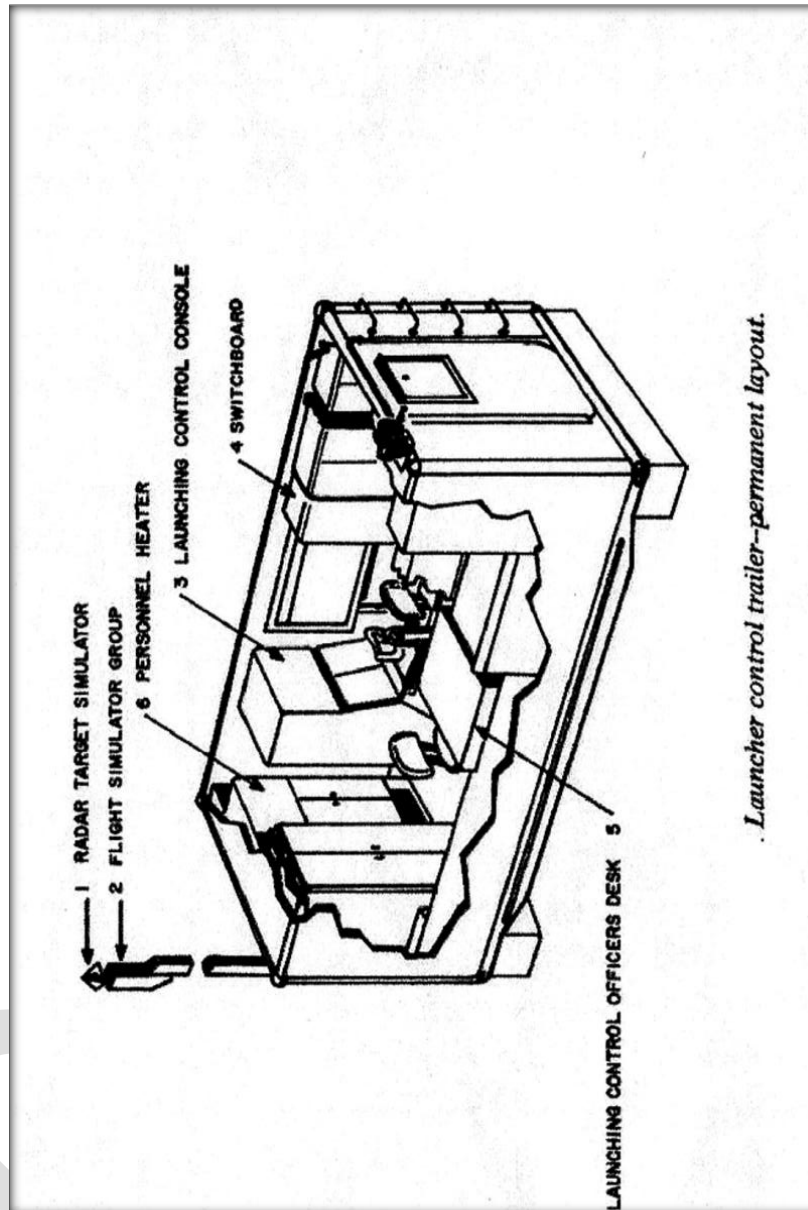 1 RADAR TARGET SIMULATOR
2 FLIGHT SIMULATOR GROUP
6 PERSONNEL HEATER
3 LAUNCHING CONTROL CONSOLE
4 SWITCHBOARD
LAUNCHING CONTROL OFFICERS DESK 5
. Launcher control trailer-permanent layout.